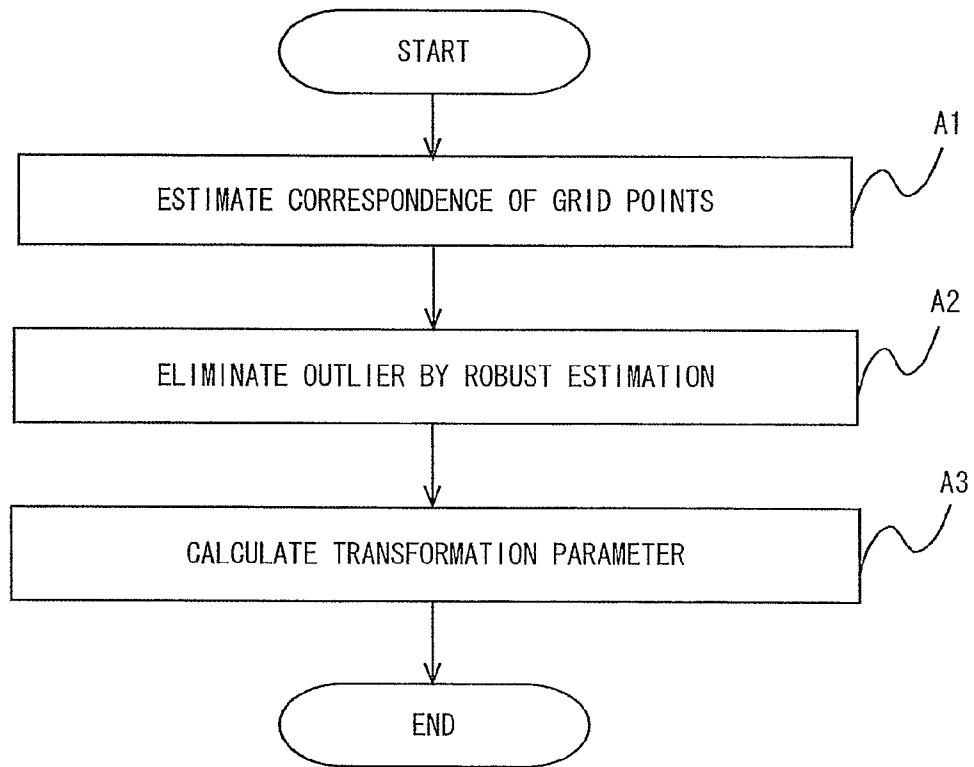 START
A1
ESTIMATE CORRESPONDENCE OF GRID POINTS
A2
ELIMINATE OUTLIER BY ROBUST ESTIMATION
A3
CALCULATE TRANSFORMATION PARAMETER
END